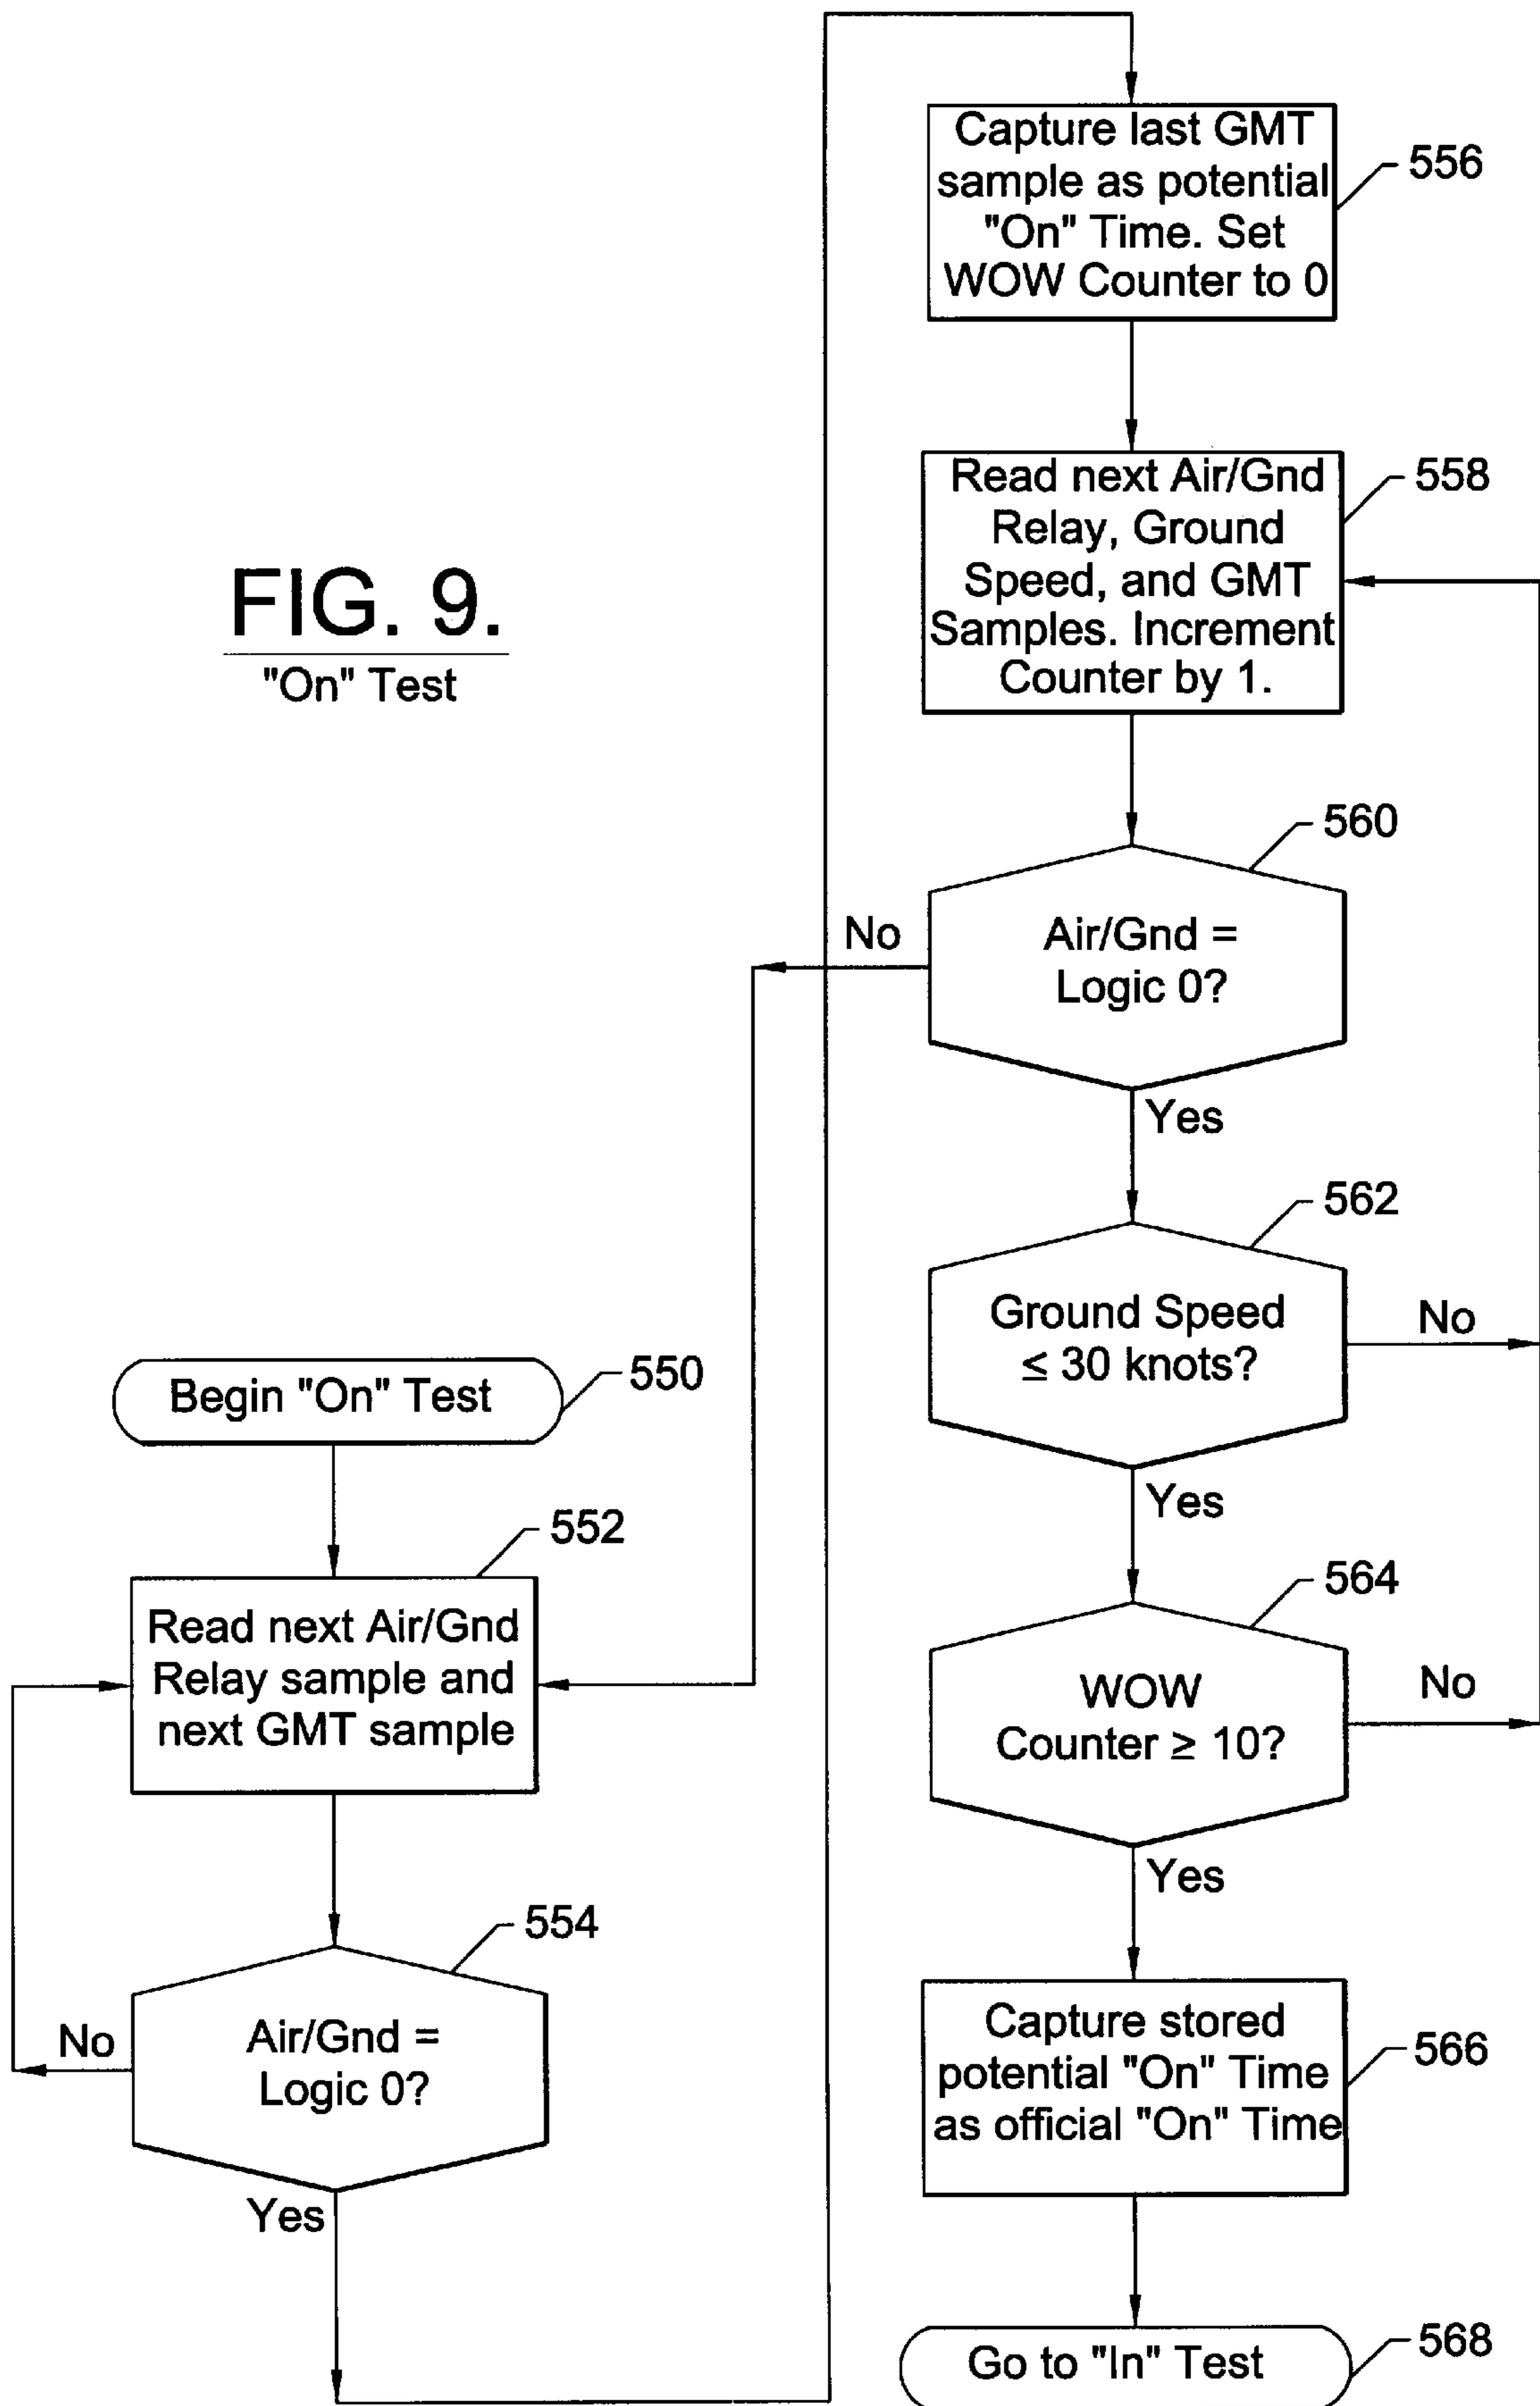 FIG. 9.
"On" Test
Begin "On" Test
550
552
Read next Air/Gnd
Relay sample and
next GMT sample
554
Air/Gnd =
Logic 0?
No
Yes
Capture last GMT
sample as potential
"On" Time. Set
WOW Counter to 0
556
Read next Air/Gnd
Relay, Ground
Speed, and GMT
Samples. Increment
Counter by 1.
558
560
Air/Gnd =
Logic 0?
No
Yes
562
Ground Speed
≤ 30 knots?
No
Yes
564
WOW
Counter ≥ 10?
No
Yes
Capture stored
potential "On" Time
as official "On" Time
566
Go to "In" Test
568